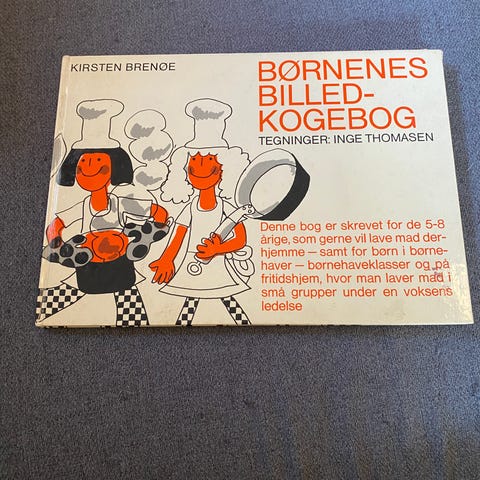 KIRSTEN BRENØE
BØRNENES
BILLED-
KOGEBOG
TEGNINGER: INGE THOMASEN
Denne bog er skrevet for de 5-8
årige, som gerne vil lave mad der-
hjemme – samt for børn i børne-
haver – børnehaveklasser og på
fritidshjem, hvor man laver mad i
små grupper under en voksens
ledelse